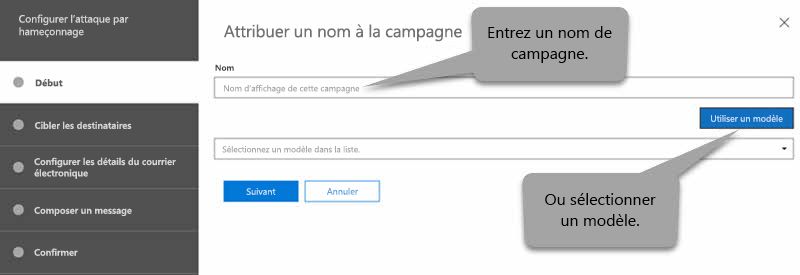 Configurer l'attaque par
hameçonnage
Début
Cibler les destinataires
Configurer les détails du courrier
électronique
Composer un message
Confirmer
Attribuer un nom à la campagne
Entrez un nom de
campagne.
Nom
Nom d'affichage de cette campagne
Utiliser un modèle
Sélectionnez un modèle dans la liste.
Suivant
Annuler
Ou sélectionner
un modèle.